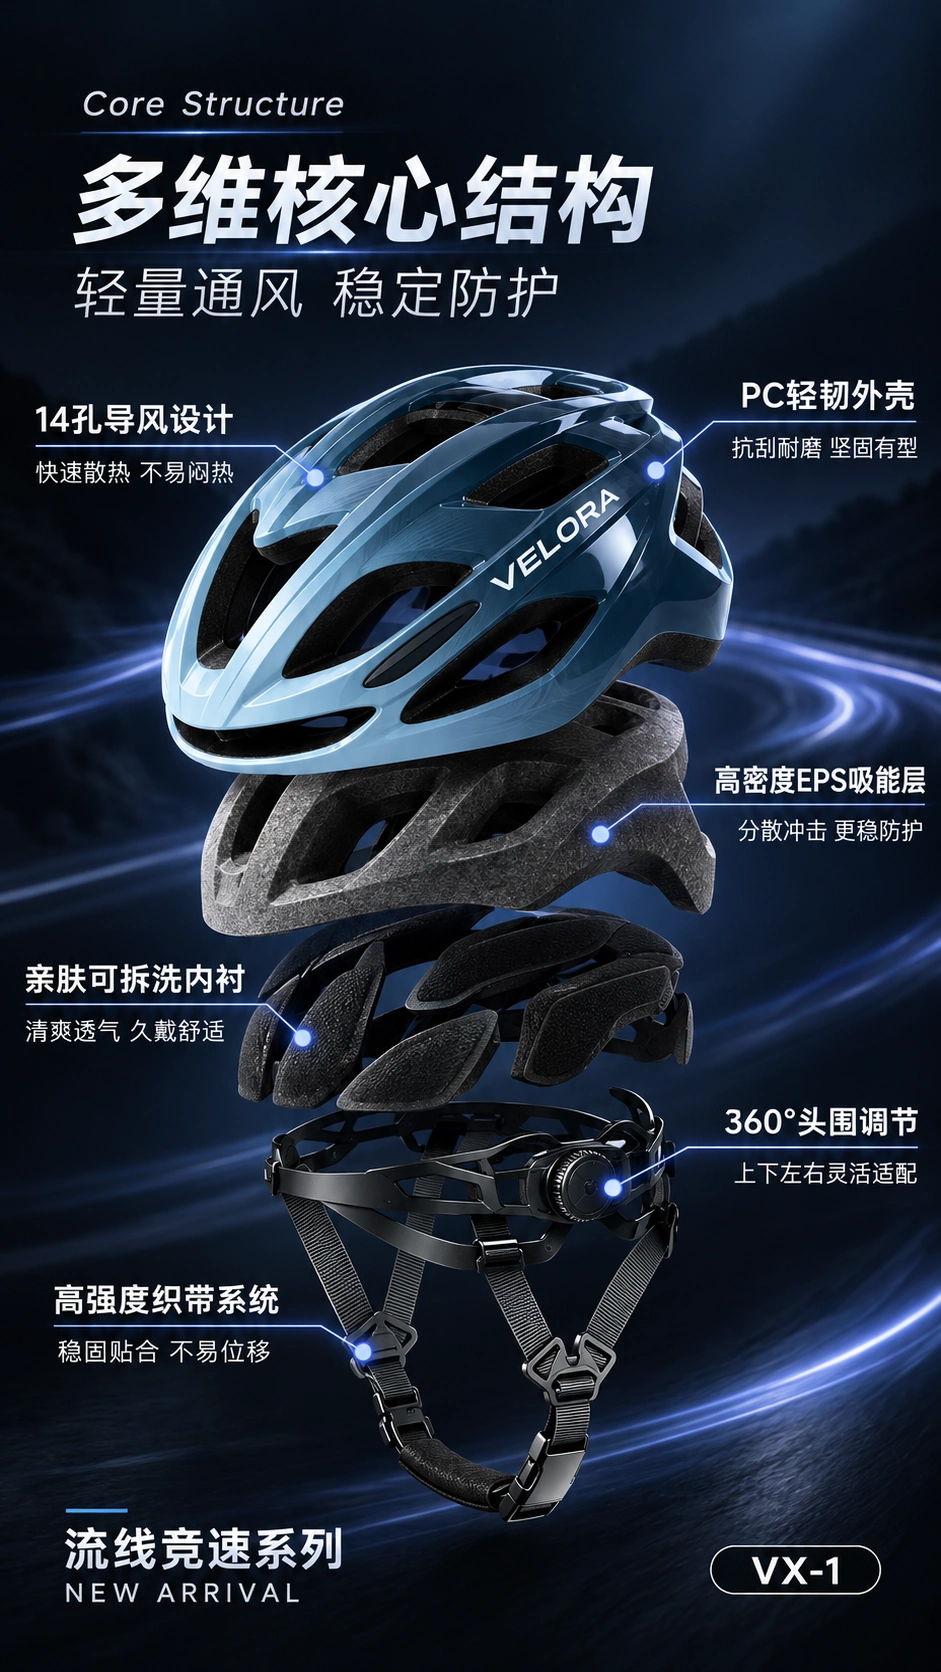 Core Structure
多维核心结构
轻量通风 稳定防护
14孔导风设计
快速散热 不易闷热
PC轻韧外壳
抗刮耐磨 坚固有型
VELORA
高密度EPS吸能层
分散冲击 更稳防护
亲肤可拆洗内衬
清爽透气 久戴舒适
360°头围调节
上下左右灵活适配
高强度织带系统
稳固贴合 不易位移
流线竞速系列
NEW ARRIVAL
VX-1